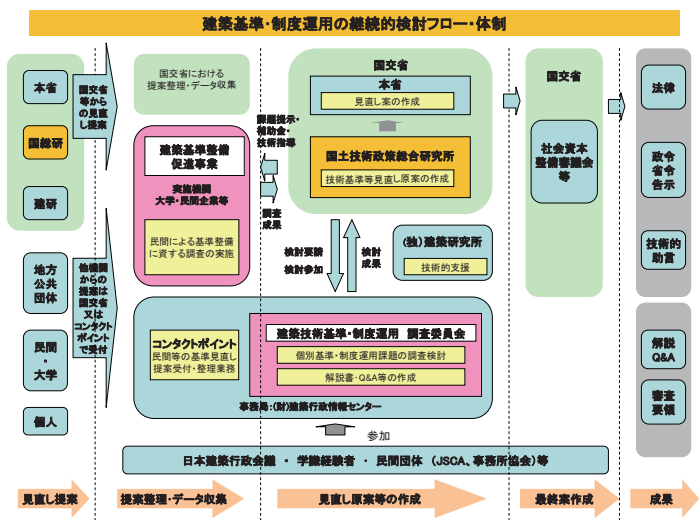 建築基準・制度運用の継続的検討フロー・体制
本省
国総研
建研
地方
公共
団体
民間
・
大学
個人
国交省
等から
の見直
し提案
他機関
からの
提案は
国交省
又は
コンタクト
ポイント
で受付
国交省における
提案整理・データ収集
建築基準整備
促進事業
実施機関
大学・民間企業等
民間による基準整備
に資する調査の実施
課題提示・
補助金・
技術指導
調査
成果
国交省
本省
見直し案の作成
国土技術政策総合研究所
技術基準等見直し原案の作成
検討要請
検討参加
検討
成果
(独)建築研究所
技術的支援
コンタクトポイント
民間等の基準見直し
提案受付・整理業務
建築技術基準・制度運用 調査委員会
個別基準・制度運用課題の調査検討
解説書・Q&A等の作成
事務局:(財)建築行政情報センター
参加
日本建築行政会議 ・ 学識経験者 ・ 民間団体 (JSCA、事務所協会)等
国交省
社会資本
整備審議会
等
法律
政令
省令
告示
技術的
助言
解説
Q&A
審査
要領
見直し提案
提案整理・データ収集
見直し原案等の作成
最終案作成
成果